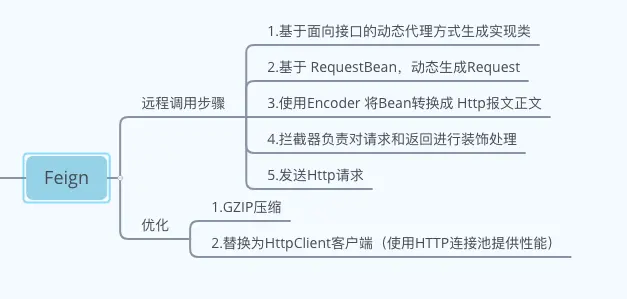 Feign
远程调用步骤
1.基于面向接口的动态代理方式生成实现类
2.基于 RequestBean，动态生成Request
3.使用Encoder 将Bean转换成 Http报文正文
4.拦截器负责对请求和返回进行装饰处理
5.发送Http请求
优化
1.GZIP压缩
2.替换为HttpClient客户端（使用HTTP连接池提供性能）